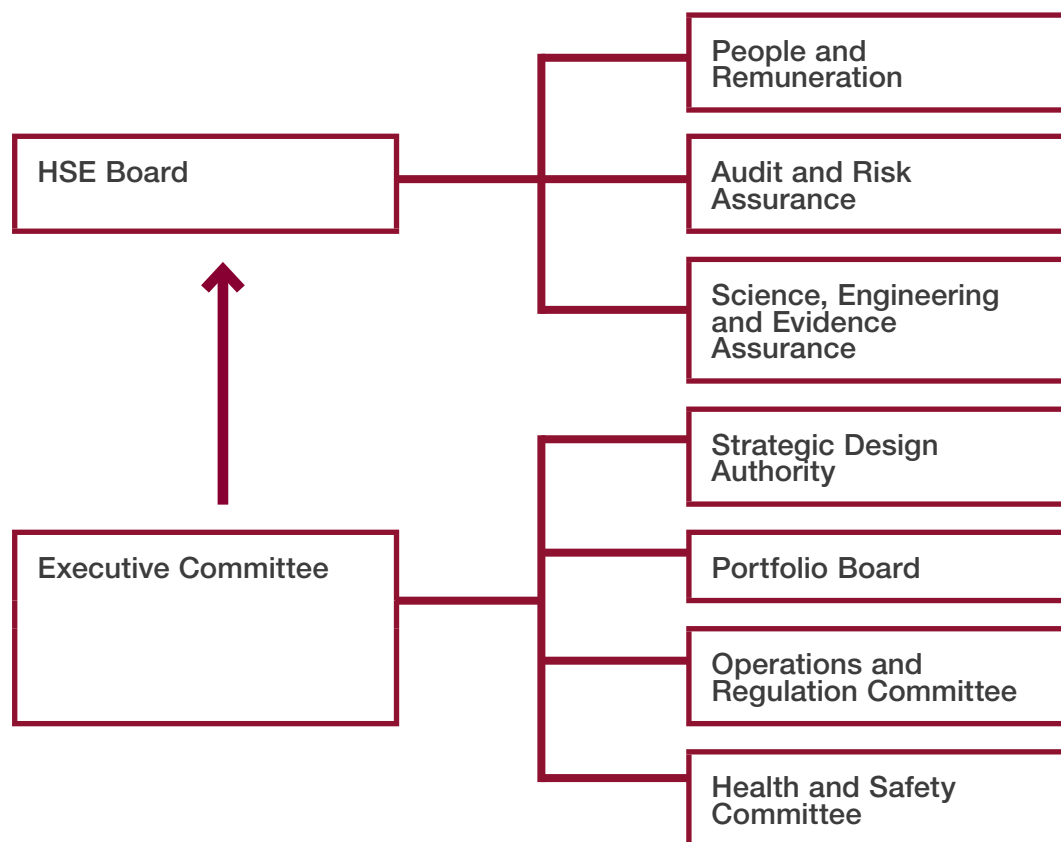 People and
Remuneration
HSE Board
Audit and Risk
Assurance
Science, Engineering
and Evidence
Assurance
Strategic Design
Authority
Executive Committee
Portfolio Board
Operations and
Regulation Committee
Health and Safety
Committee